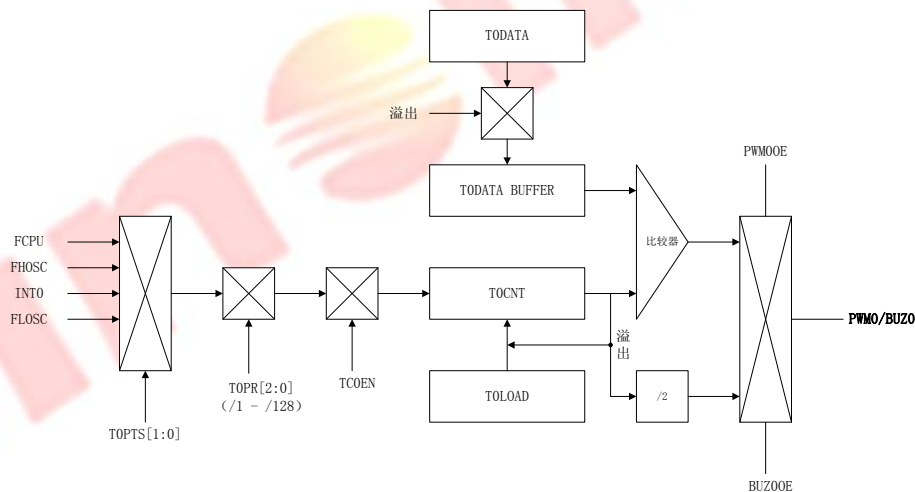 T0DATA
溢出
T0DATA BUFFER
PWM0OE
比较器
FCPU
FHOSC
INT0
FLOSC
T0CNT
PWM0/BUZ0
溢
出
T0PR[2:0]
(/1 - /128)
TC0EN
T0LOAD
/2
T0PTS[1:0]
BUZ0OE